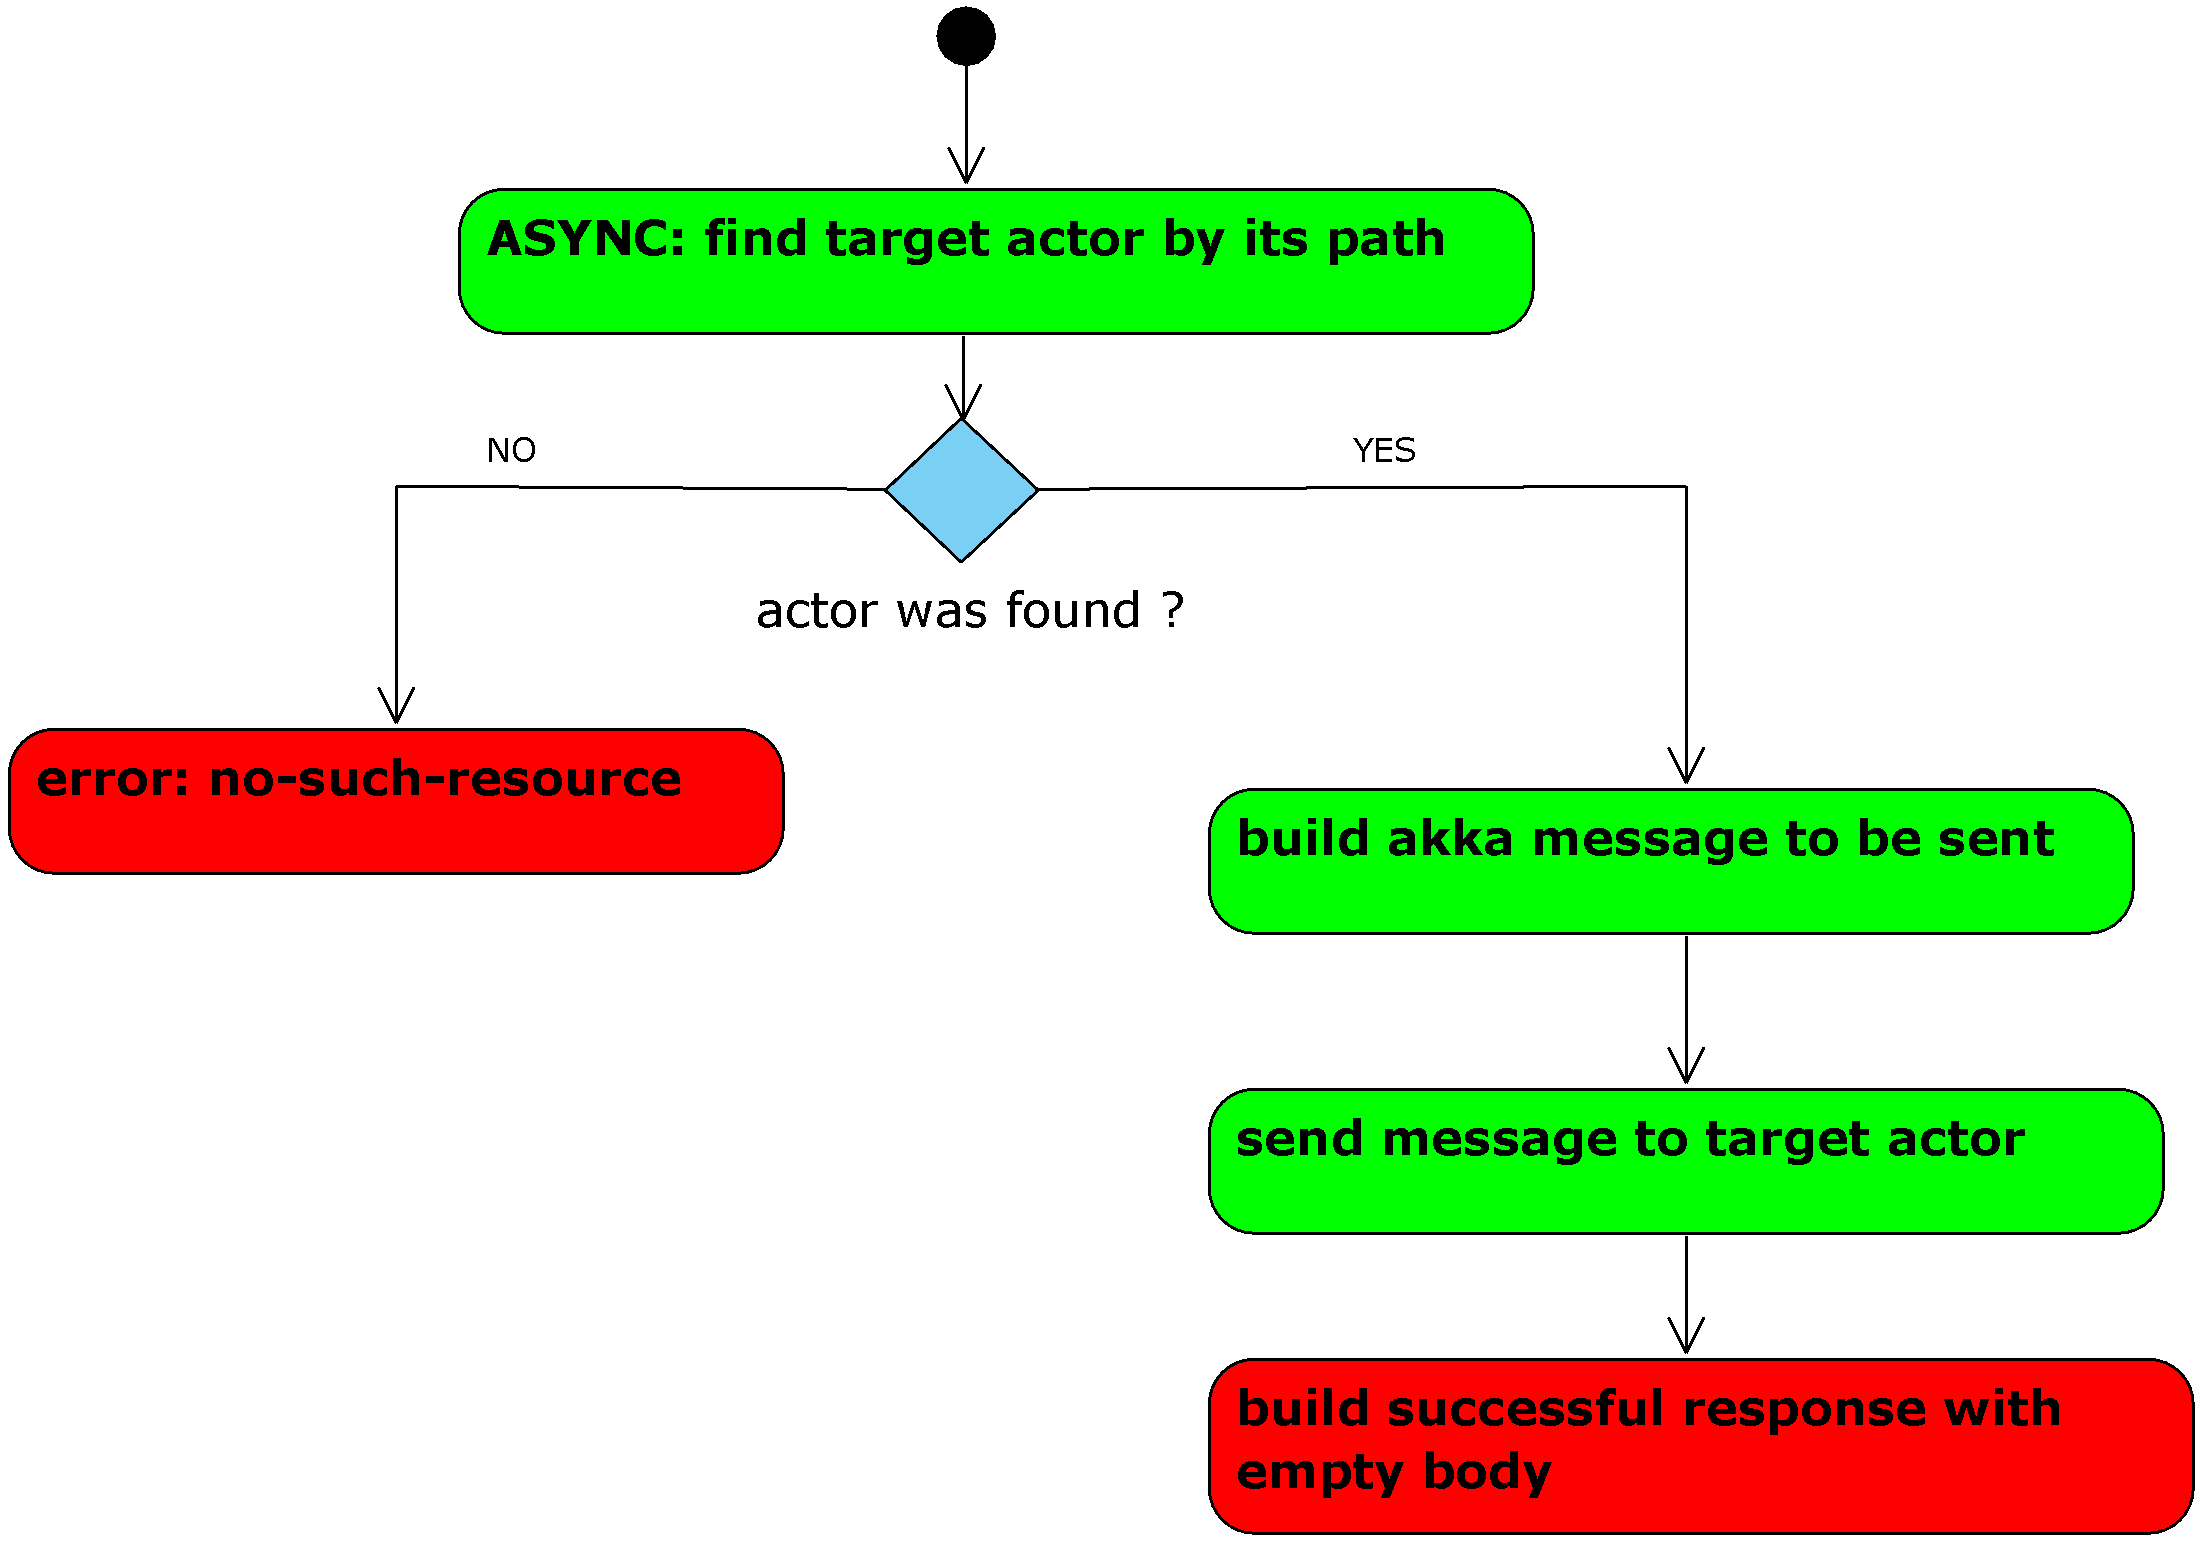 ASYNC: find target actor by its path
NO
YES
actor was found ?
error: no-such-resource
build akka message to be sent
send message to target actor
build successful response with
empty body